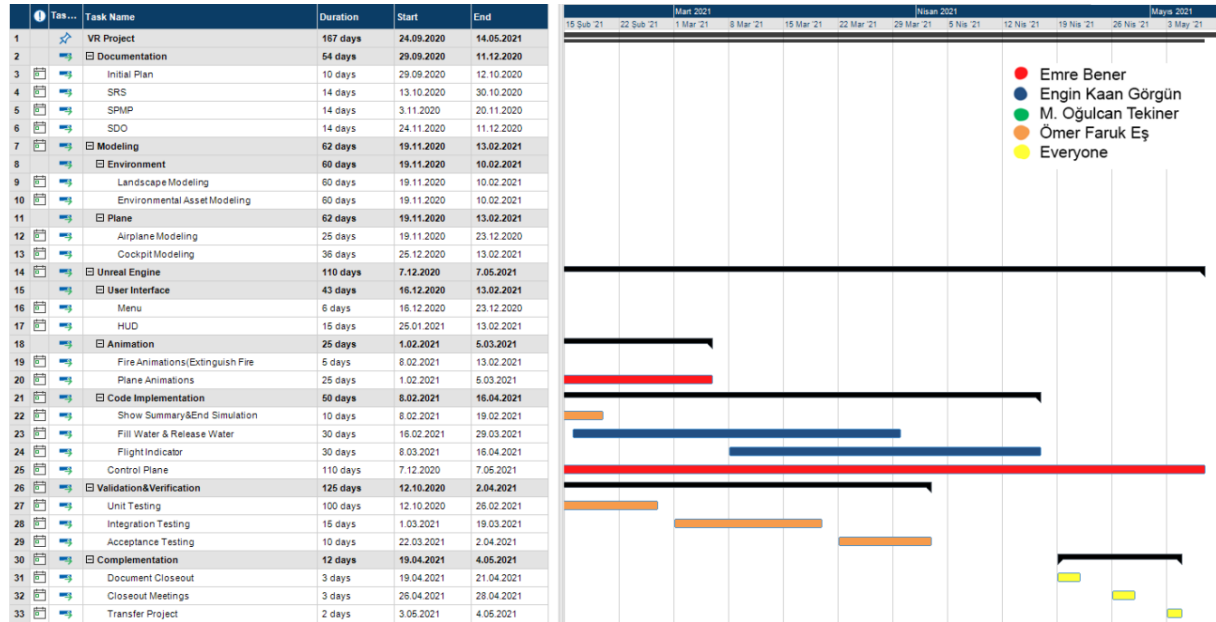 Tas... Task Name Duration Start End Mart 2021 Nisan 2021 Mayıs 2021
15 Şub '21 22 Şub '21 1 Mar '21 8 Mar '21 15 Mar '21 22 Mar '21 29 Mar '21 5 Nis '21 12 Nis '21 19 Nis '21 26 Nis '21 3 May '21
1 VR Project 167 days 24.09.2020 14.05.2021
2 Documentation 54 days 29.09.2020 11.12.2020
3 Initial Plan 10 days 29.09.2020 12.10.2020
4 SRS 14 days 13.10.2020 30.10.2020
5 SPMP 14 days 3.11.2020 20.11.2020
6 SDO 14 days 24.11.2020 11.12.2020
7 Modeling 62 days 19.11.2020 13.02.2021
8 Environment 60 days 19.11.2020 10.02.2021
9 Landscape Modeling 60 days 19.11.2020 10.02.2021
10 Environmental Asset Modeling 60 days 19.11.2020 10.02.2021
11 Plane 62 days 19.11.2020 13.02.2021
12 Airplane Modeling 25 days 19.11.2020 23.12.2020
13 Cockpit Modeling 36 days 25.12.2020 13.02.2021
14 Unreal Engine 110 days 7.12.2020 7.05.2021
15 User Interface 43 days 16.12.2020 13.02.2021
16 Menu 6 days 16.12.2020 23.12.2020
17 HUD 15 days 25.01.2021 13.02.2021
18 Animation 25 days 1.02.2021 5.03.2021
19 Fire Animations(Extinguish Fire 5 days 8.02.2021 13.02.2021
20 Plane Animations 25 days 1.02.2021 5.03.2021
21 Code Implementation 50 days 8.02.2021 16.04.2021
22 Show Summary&End Simulation 10 days 8.02.2021 19.02.2021
23 Fill Water & Release Water 30 days 16.02.2021 29.03.2021
24 Flight Indicator 30 days 8.03.2021 16.04.2021
25 Control Plane 110 days 7.12.2020 7.05.2021
26 Validation&Verification 125 days 12.10.2020 2.04.2021
27 Unit Testing 100 days 12.10.2020 26.02.2021
28 Integration Testing 15 days 1.03.2021 19.03.2021
29 Acceptance Testing 10 days 22.03.2021 2.04.2021
30 Complementation 12 days 19.04.2021 4.05.2021
31 Document Closeout 3 days 19.04.2021 21.04.2021
32 Closeout Meetings 3 days 26.04.2021 28.04.2021
33 Transfer Project 2 days 3.05.2021 4.05.2021
Emre Bener
Engin Kaan Görgün
M. Oğulcan Tekiner
Ömer Faruk Eş
Everyone